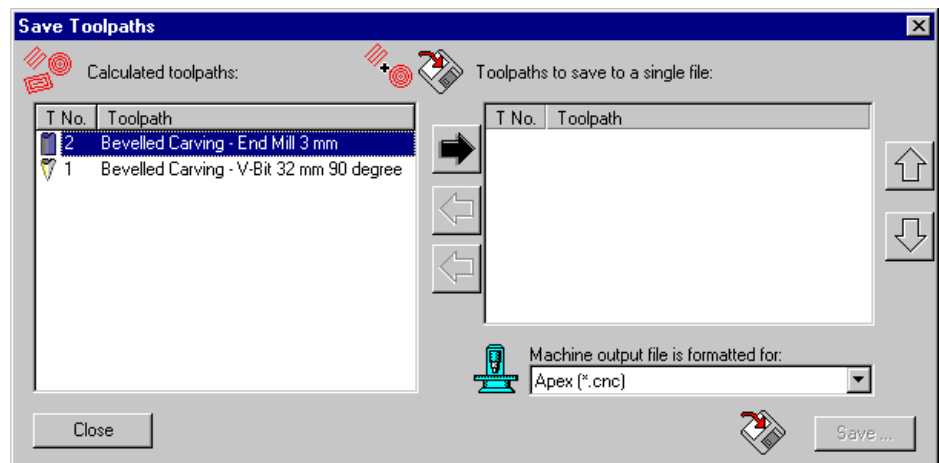 Save Toolpaths
Calculated toolpaths:
Toolpaths to save to a single file:
T No. Toolpath
2 Bevelled Carving - End Mill 3 mm
1 Bevelled Carving - V-Bit 32 mm 90 degree
T No. Toolpath
Machine output file is formatted for:
Apex (*.cnc)
Close
Save ...